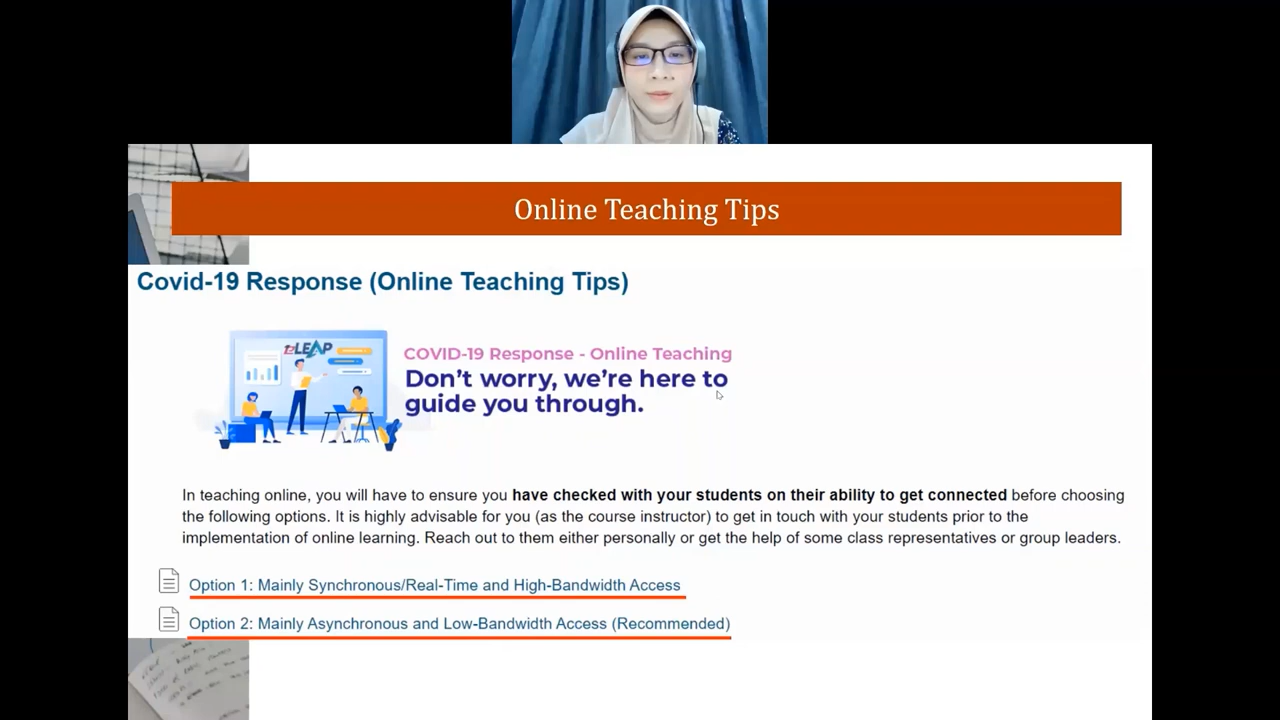 Online Teaching Tips
Covid-19 Response (Online Teaching Tips)
LEAP
COVID-19 Response - Online Teaching
Don't worry, we're here to
guide you through.
In teaching online, you will have to ensure you have checked with your students on their ability to get connected before choosing
the following options. It is highly advisable for you (as the course instructor) to get in touch with your students prior to the
implementation of online learning. Reach out to them either personally or get the help of some class representatives or group leaders.
Option 1: Mainly Synchronous/Real-Time and High-Bandwidth Access
Option 2: Mainly Asynchronous and Low-Bandwidth Access (Recommended)